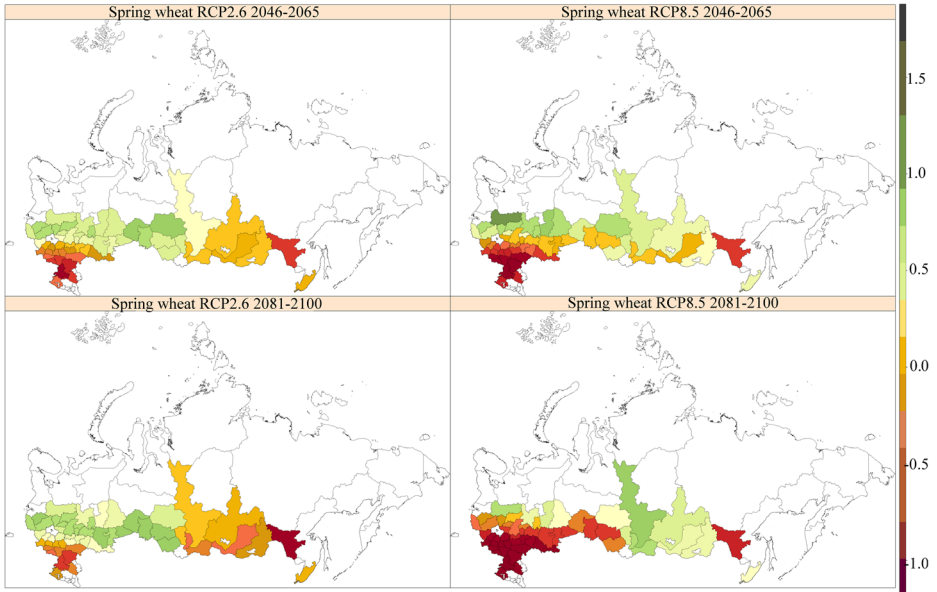 Spring wheat RCP2.6 2046-2065
Spring wheat RCP8.5 2046-2065
Spring wheat RCP2.6 2081-2100
Spring wheat RCP8.5 2081-2100
1.5
1.0
0.5
0.0
-0.5
-1.0